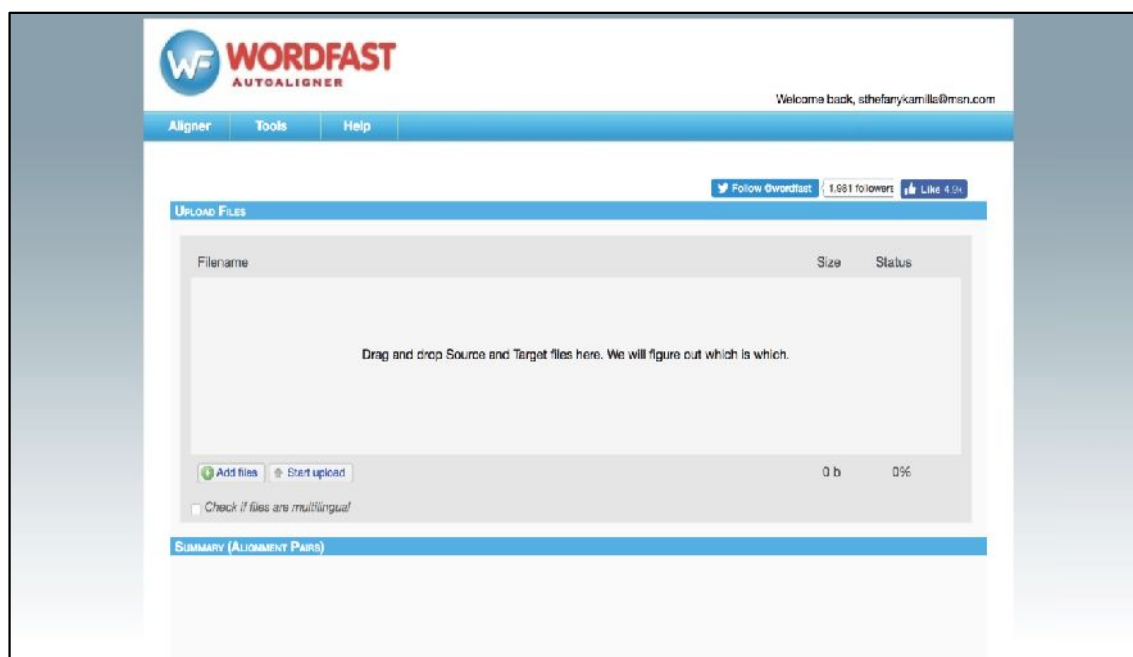 WF WORDFAST
AUTOALIGNER
Welcome back, sthefanykamilla@msn.com
Aligner Tools Help
Follow @wordfast 1,981 followers Like 4.9k
UPLOAD FILES
Filename Size Status
Drag and drop Source and Target files here. We will figure out which is which.
Add files Start upload 0 b 0%
Check if files are multilingual
SUMMARY (ALIGNMENT PAIRS)